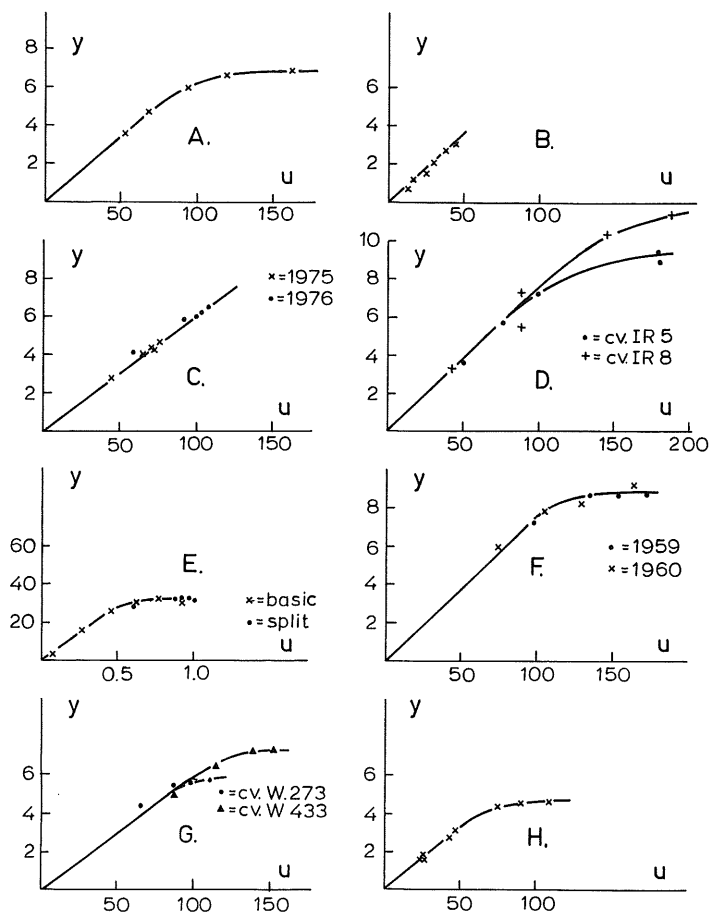 y
8
6
4
2
A.
u
50
100
150
y
6
4
2
B.
u
50
100
y
8
6
4
2
×=1975
•=1976
C.
u
50
100
150
10
y
8
6
4
2
•=cv.IR 5
+=cv.IR 8
D.
u
50
100
150
200
y
60
40
20
E.
×=basic
•=split
u
0.5
1.0
y
8
6
4
2
•=1959
×=1960
F.
u
50
100
150
y
6
4
2
•=cv.W.273
▲=cv.W 433
G.
u
50
100
150
y
6
4
2
H.
u
50
100